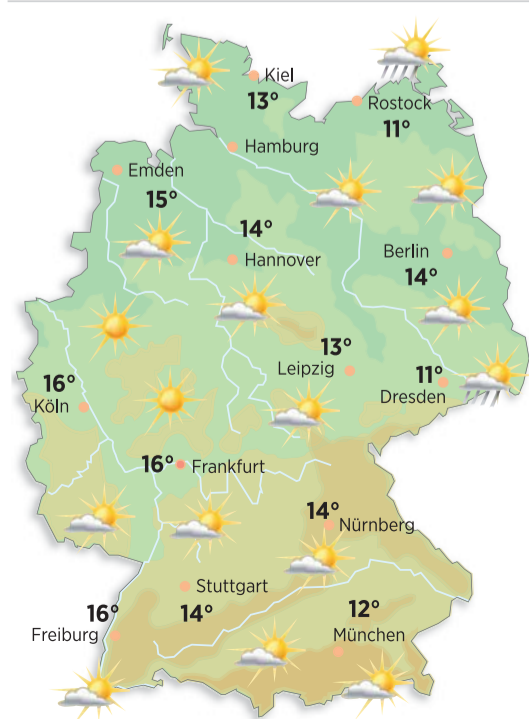 Kiel
13°
Rostock
11°
Hamburg
Emden
15°
14°
Hannover
Berlin
14°
13°
Leipzig
11°
Dresden
16°
Köln
16° Frankfurt
14°
Nürnberg
Stuttgart
14°
16°
Freiburg
12°
München